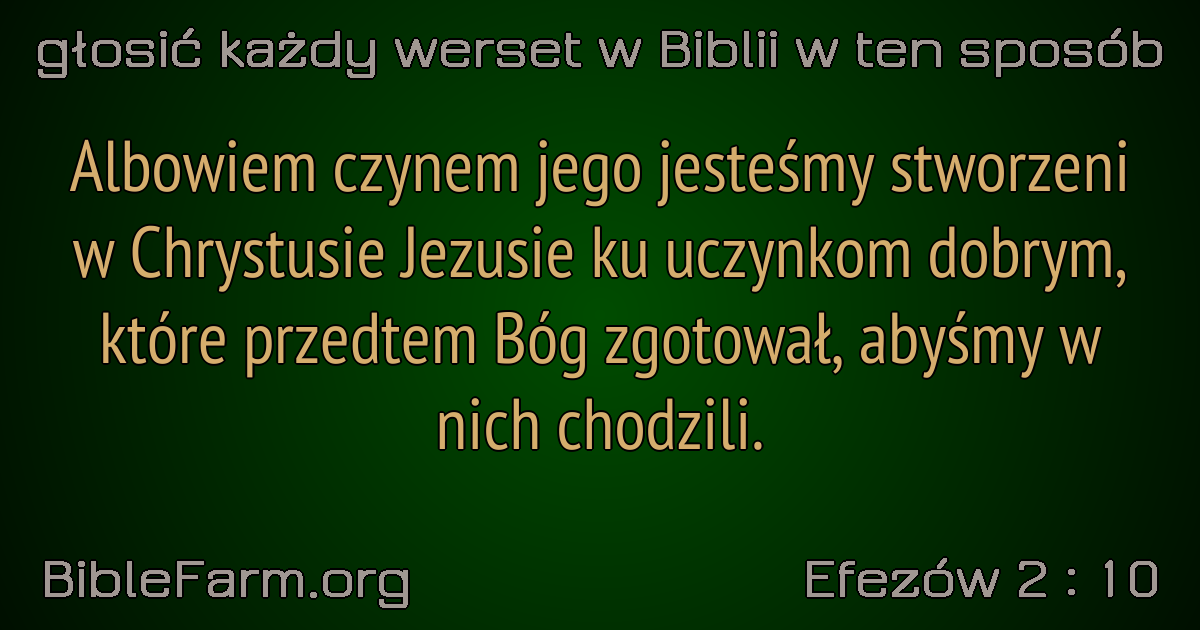 głosić każdy werset w Biblii w ten sposób
Albowiem czynem jego jesteśmy stworzeni
w Chrystusie Jezusie ku uczynkom dobrym,
które przedtem Bóg zgotował, abyśmy w
nich chodzili.
BibleFarm.org
Efezów 2 : 10